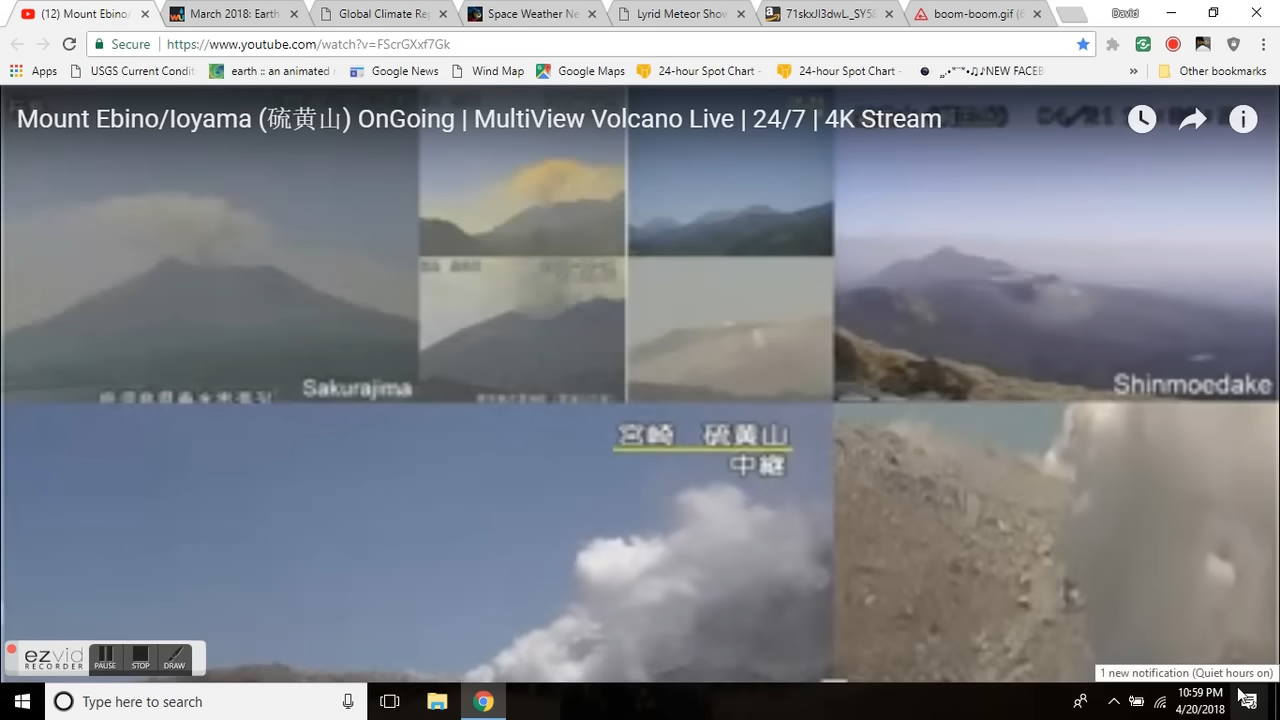 (12) Mount Ebino/
March 2018: Earth
Global Climate Re
Space Weather Ne
Lyrid Meteor Show
71skxJI3dwL_SY5
boom-boom.gif (6
David
Secure
https://www.youtube.com/watch?v=FScrGXxf7Gk
Apps
USGS Current Condi
earth :: an animated
Google News
Wind Map
Google Maps
24-hour Spot Chart -
24-hour Spot Chart -
NEW FACEB
»
Other bookmarks
Mount Ebino/Ioyama (硫黄山) OnGoing | MultiView Volcano Live | 24/7 | 4K Stream
Sakurajima
Shinmoedake
宮崎 硫黄山
中継
ezvid
RECORDER
PAUSE
STOP
DRAW
1 new notification (Quiet hours on)
Type here to search
10:59 PM
4/20/2018